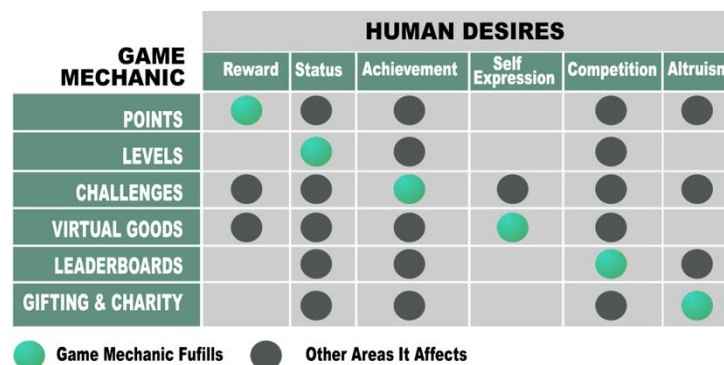 HUMAN DESIRES
GAME
MECHANIC
Reward Status Achievement Self Expression Competition Altruism
POINTS
LEVELS
CHALLENGES
VIRTUAL GOODS
LEADERBOARDS
GIFTING & CHARITY
Game Mechanic Fufills Other Areas It Affects